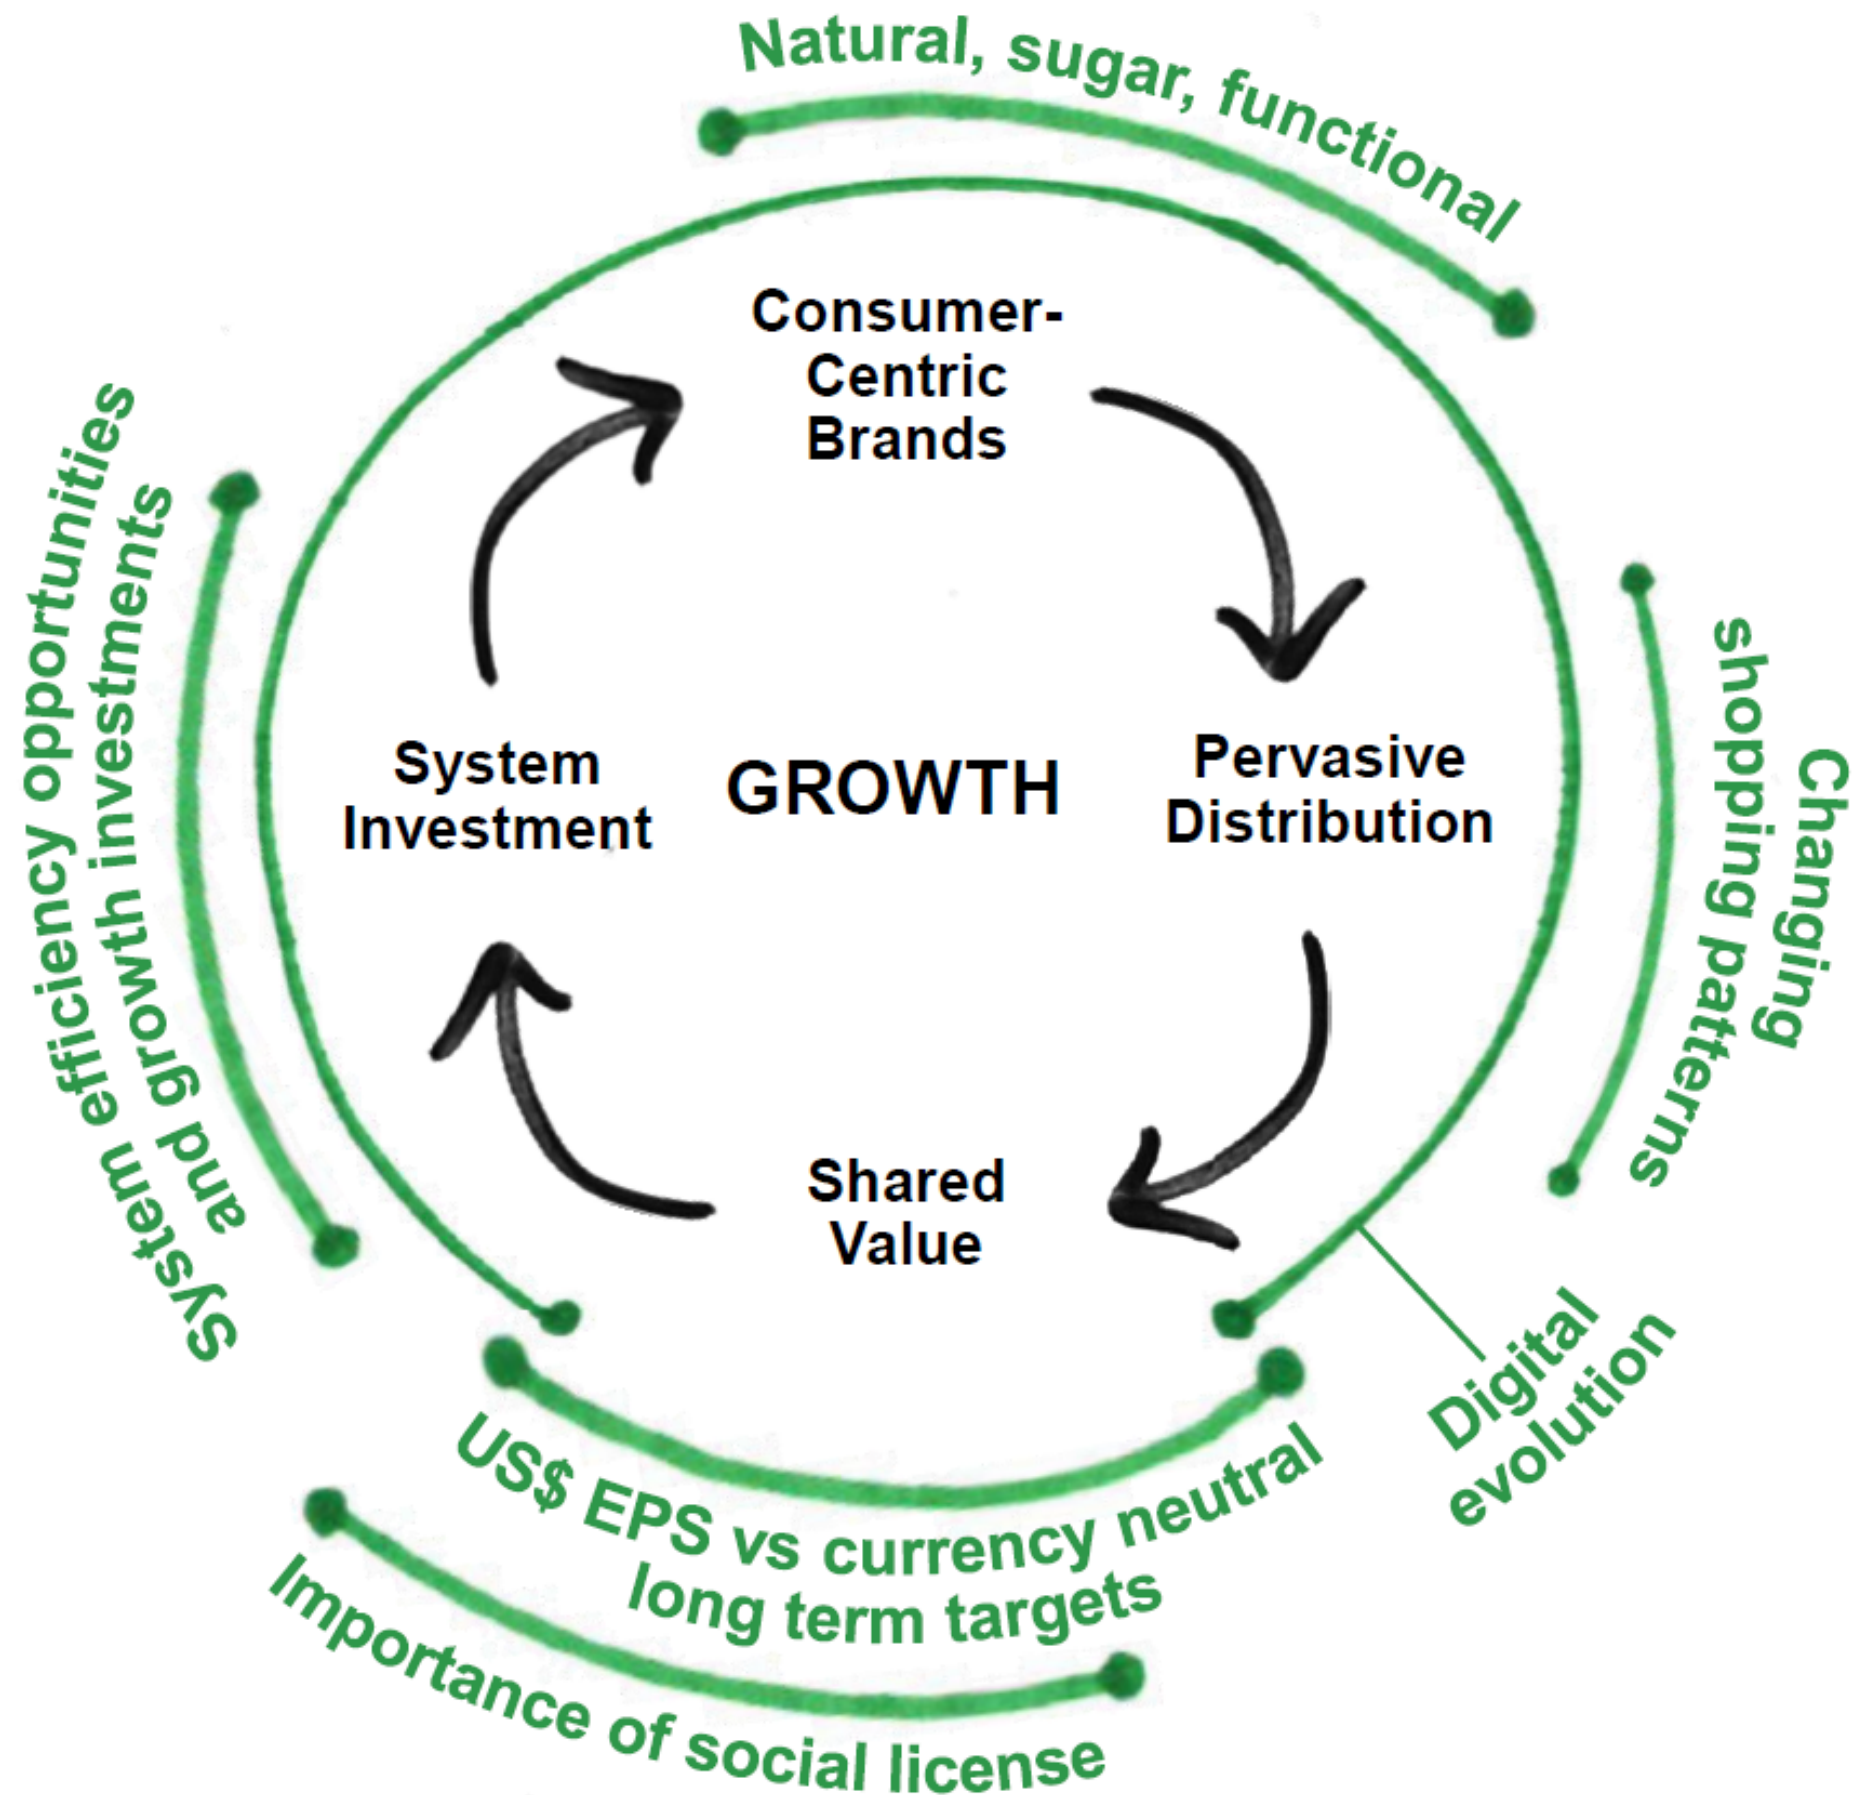 Natural, sugar, functional
Consumer-
Centric
Brands
System efficiency opportunities
and growth investments
System
Investment
GROWTH
Pervasive
Distribution
Changing
shopping patterns
Shared
Value
Digital
evolution
US$ EPS vs currency neutral
long term targets
Importance of social license